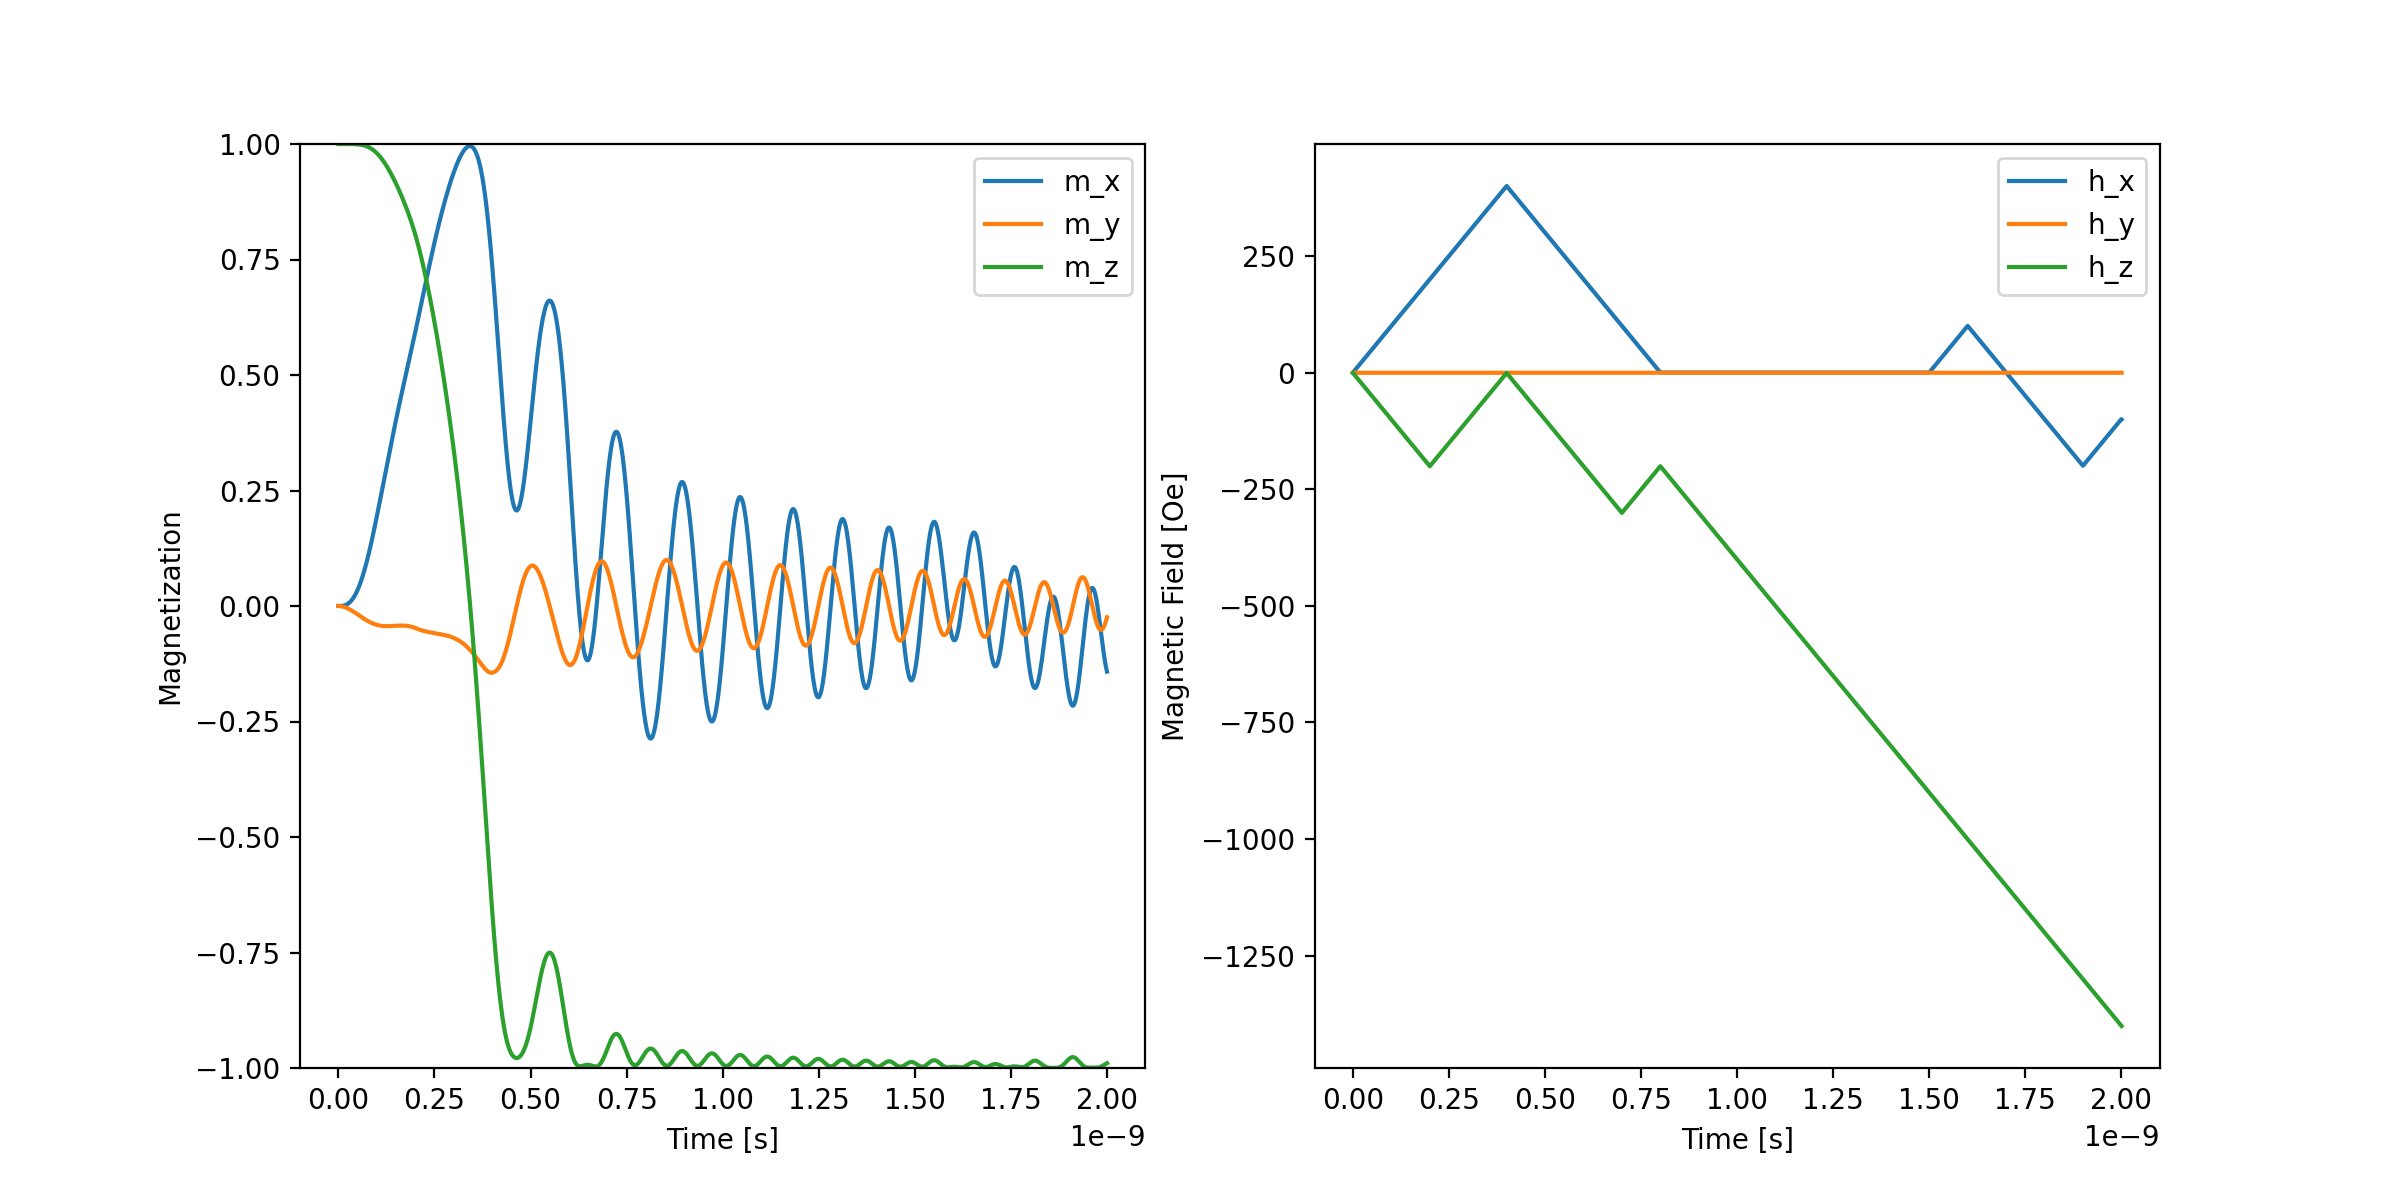 1.00
0.75
0.50
0.25
0.00
−0.25
−0.50
−0.75
−1.00
Magnetization
m_x
m_y
m_z
0.00 0.25 0.50 0.75 1.00 1.25 1.50 1.75 2.00
Time [s]
1e−9
250
0
−250
−500
−750
−1000
−1250
Magnetic Field [Oe]
h_x
h_y
h_z
0.00 0.25 0.50 0.75 1.00 1.25 1.50 1.75 2.00
Time [s]
1e−9